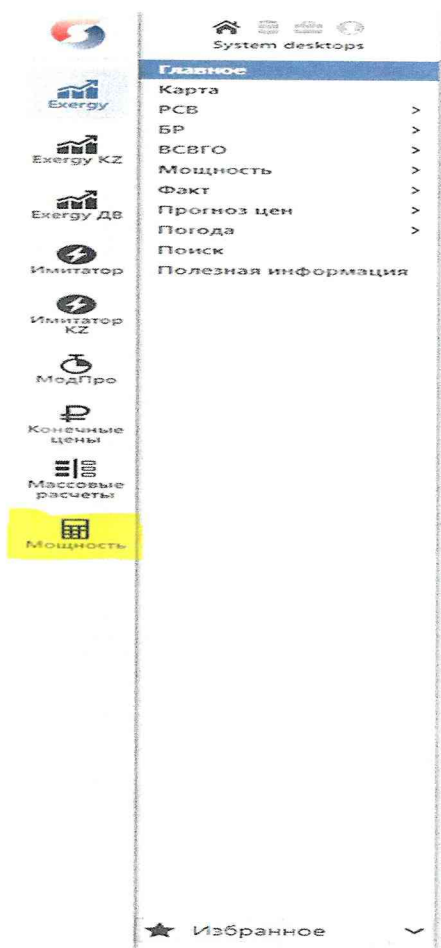 System desktops
Главное
Карта
РСВ
БР
ВСВГО
Мощность
Факт
Прогноз цен
Погода
Поиск
Полезная информация
Избранное
Exergy
Exergy KZ
Exergy ДВ
Имитатор
Имитатор
KZ
МодПро
Конечные
цены
Массовые
расчеты
Мощность